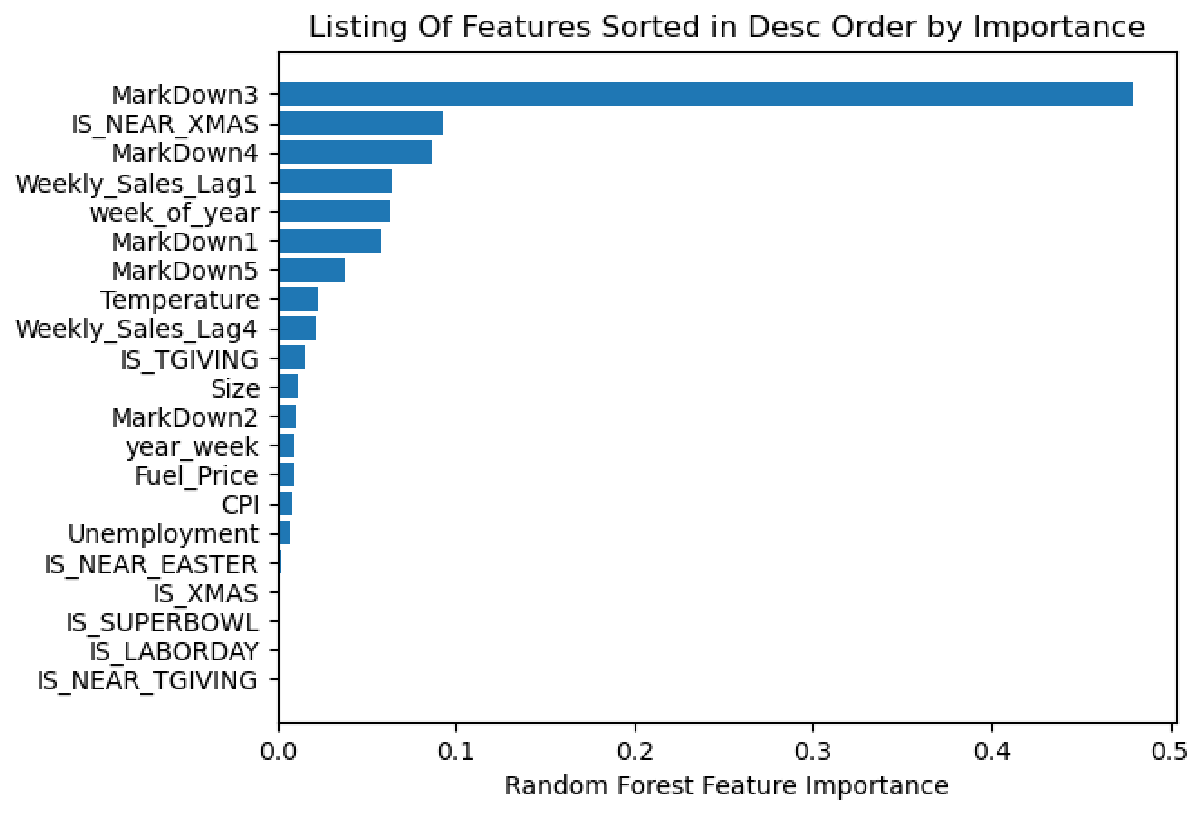 Listing Of Features Sorted in Desc Order by Importance
MarkDown3
IS_NEAR_XMAS
MarkDown4
Weekly_Sales_Lag1
week_of_year
MarkDown1
MarkDown5
Temperature
Weekly_Sales_Lag4
IS_TGIVING
Size
MarkDown2
year_week
Fuel_Price
CPI
Unemployment
IS_NEAR_EASTER
IS_XMAS
IS_SUPERBOWL
IS_LABORDAY
IS_NEAR_TGIVING
0.0 0.1 0.2 0.3 0.4 0.5
Random Forest Feature Importance